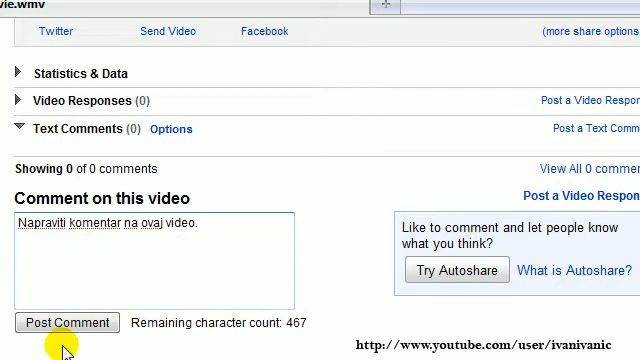 vie.wmv
Twitter Send Video Facebook (more share options
Statistics & Data
Video Responses (0) Post a Video Respon
Text Comments (0) Options Post a Text Comm
Showing 0 of 0 comments View All 0 commen
Comment on this video Post a Video Respon
Napraviti komentar na ovaj video.
Like to comment and let people know
what you think?
Try Autoshare What is Autoshare?
Post Comment Remaining character count: 467
http://www.youtube.com/user/ivanivanic